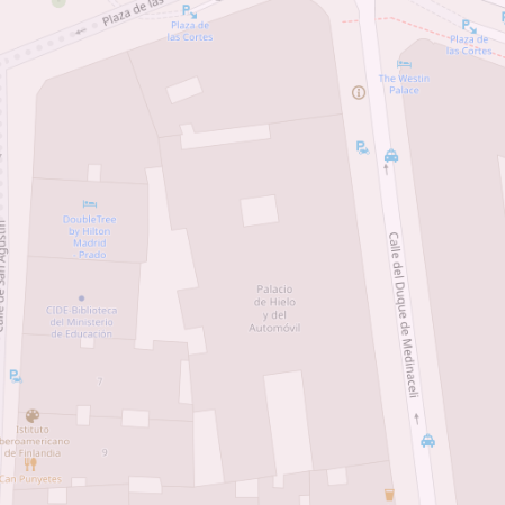 Plaza de las
Plaza de
las Cortes
Plaza de
las Cortes
The Westin
Palace
DoubleTree
by Hilton
Madrid
Prado
Calle de San Agustín
CIDE-Biblioteca
del Ministerio
de Educación
Palacio
de Hielo
y del
Automóvil
Calle del Duque de Medinaceli
7
Istituto
Iberoamericano
de Finlandia
9
Can Punyetes